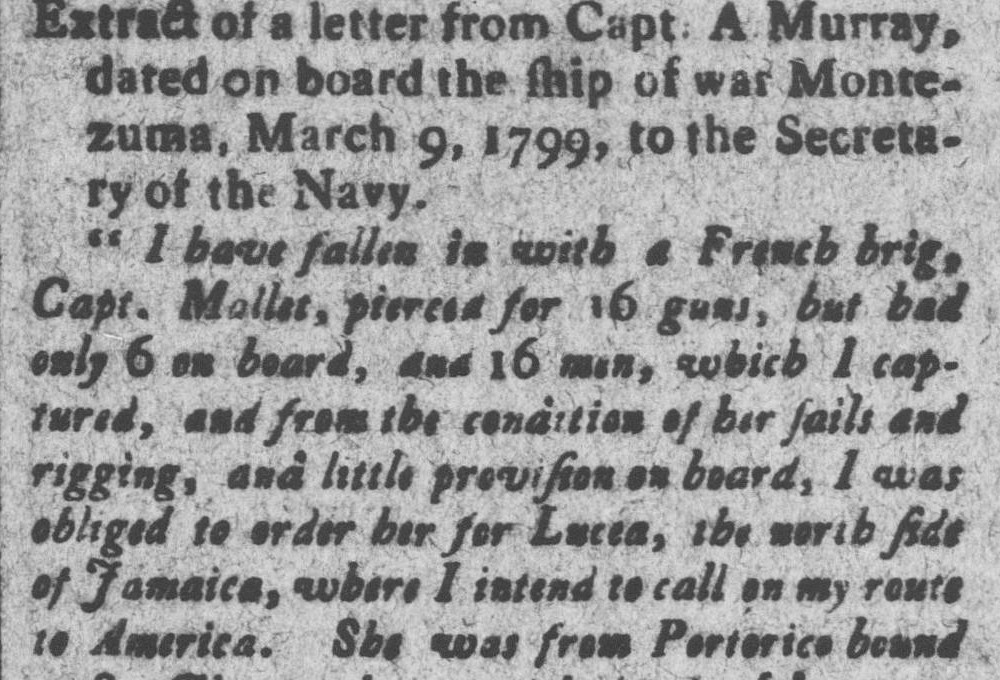 Extract of a letter from Capt. A Murray,
dated on board the ſhip of war Monte-
zuma, March 9, 1799, to the Secreta-
ry of the Navy.
“ I have fallen in with a French brig,
Capt. Mollet, pierced for 16 guns, but had
only 6 on board, and 16 men, which I cap-
tured, and from the condition of her ſails and
rigging, and little proviſion on board, I was
obliged to order her for Lucea, the north ſide
of Jamaica, where I intend to call on my route
to America. She was from Portorico bound